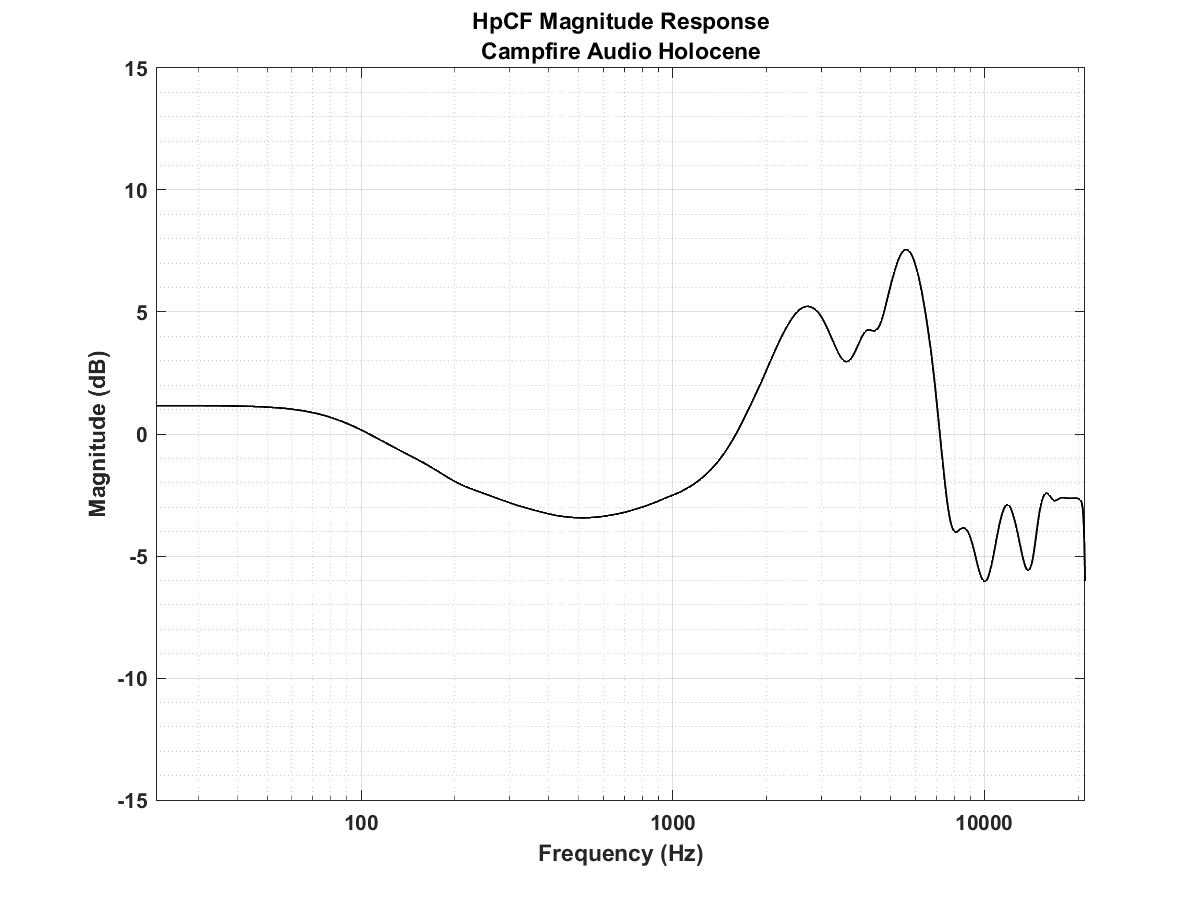 HpCF Magnitude Response
Campfire Audio Holocene
15
10
5
0
-5
-10
-15
Magnitude (dB)
100
1000
10000
Frequency (Hz)